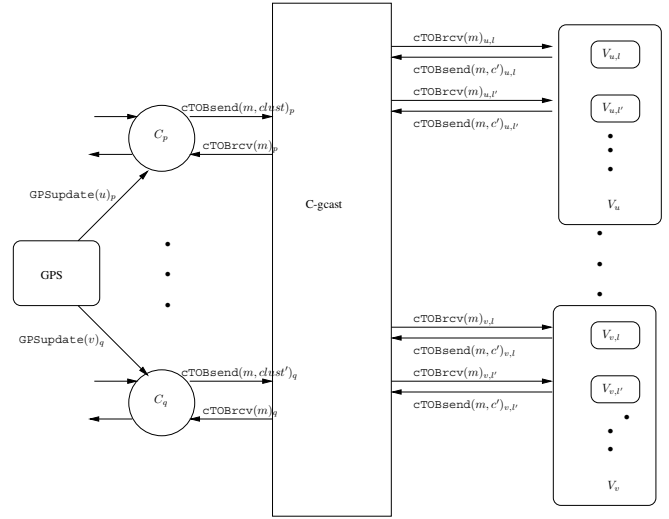 cTOBrcv(m)_{u,l}
V_{u,l}
cTOBsend(m, c')_{u,l}
cTOBrcv(m)_{u,l'}
cTOBsend(m, clust)_p
V_{u,l'}
cTOBsend(m, c')_{u,l'}
C_p
cTOBrcv(m)_p
GPSupdate(u)_p
C-gcast
V_u
GPS
cTOBrcv(m)_{v,l}
GPSupdate(v)_q
V_{v,l}
cTOBsend(m, c')_{v,l}
cTOBsend(m, clust')_q
cTOBrcv(m)_{v,l'}
V_{v,l'}
C_q
cTOBsend(m, c')_{v,l'}
cTOBrcv(m)_q
V_v